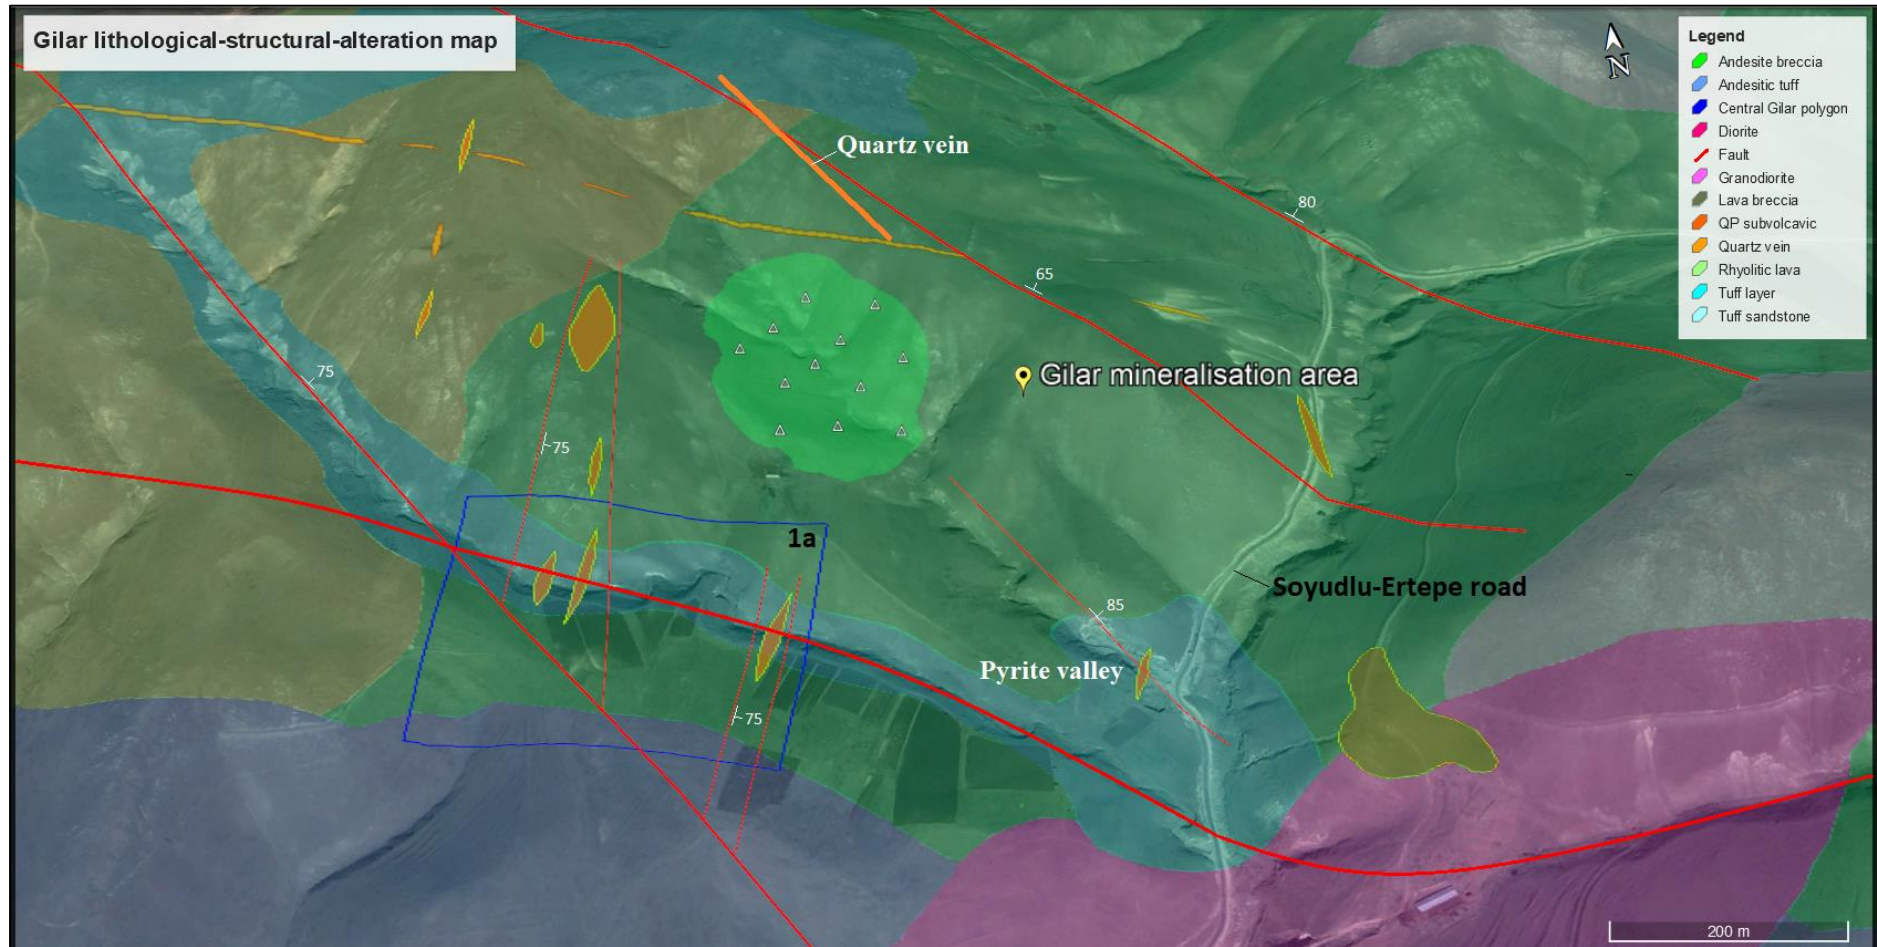 Gilar lithological-structural-alteration map
N
Legend
Andesite breccia
Andesitic tuff
Central Gilar polygon
Diorite
Fault
Granodiorite
Lava breccia
QP subvolcavic
Quartz vein
Rhyolitic lava
Tuff layer
Tuff sandstone
Quartz vein
80
65
75
Gilar mineralisation area
75
1a
Soyudlu-Ertepe road
85
Pyrite valley
75
200 m